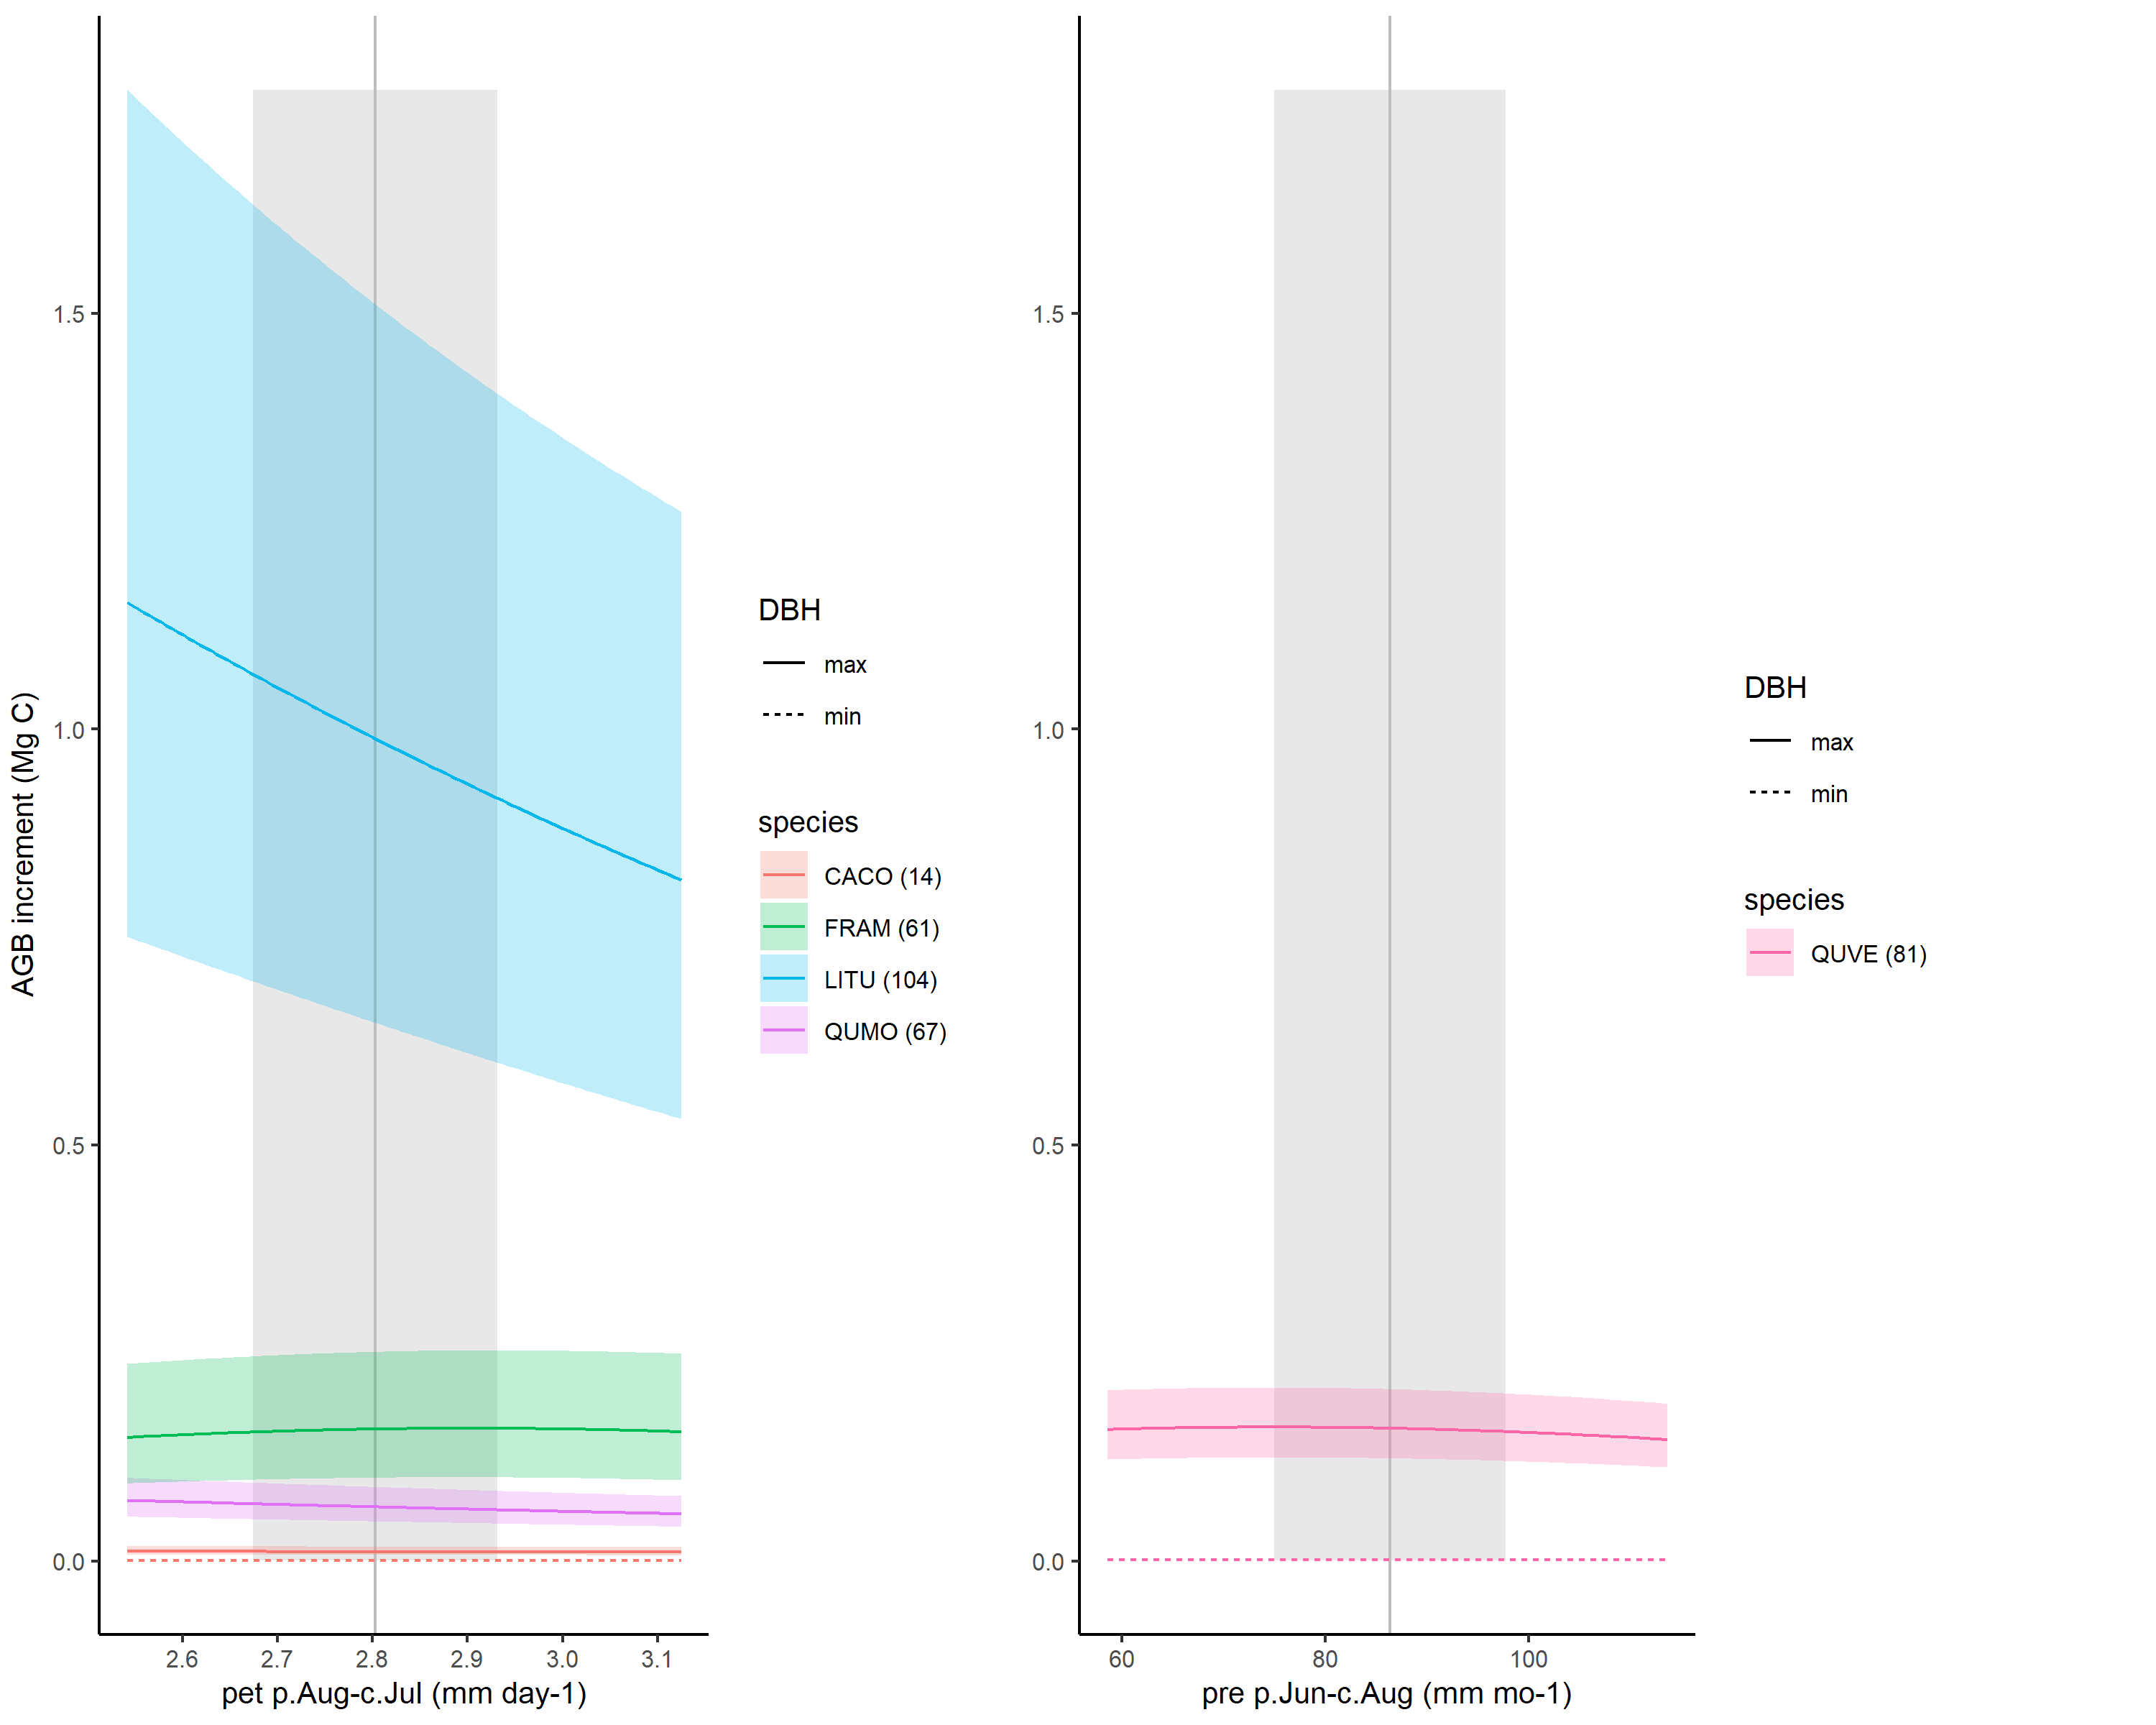 AGB increment (Mg C)
1.5
1.0
0.5
0.0
2.6 2.7 2.8 2.9 3.0 3.1
pet p.Aug-c.Jul (mm day-1)
DBH
max
min
species
CACO (14)
FRAM (61)
LITU (104)
QUMO (67)
1.5
1.0
0.5
0.0
60 80 100
pre p.Jun-c.Aug (mm mo-1)
DBH
max
min
species
QUVE (81)